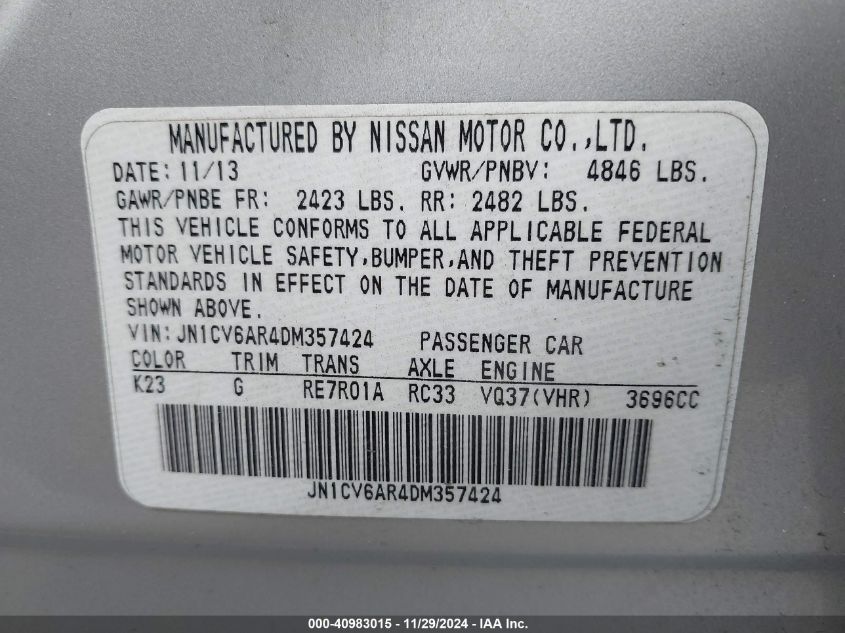 MANUFACTURED BY NISSAN MOTOR CO.,LTD.
DATE: 11/13 GVWR/PNBV: 4846 LBS.
GAWR/PNBE FR: 2423 LBS. RR: 2482 LBS.
THIS VEHICLE CONFORMS TO ALL APPLICABLE FEDERAL
MOTOR VEHICLE SAFETY,BUMPER,AND THEFT PREVENTION
STANDARDS IN EFFECT ON THE DATE OF MANUFACTURE
SHOWN ABOVE.
VIN:JN1CV6AR4DM357424 PASSENGER CAR
COLOR TRIM TRANS AXLE ENGINE
K23 G RE7R01A RC33 VQ37(VHR) 3696CC
JN1CV6AR4DM357424
000-40983015 - 11/29/2024 - IAA Inc.